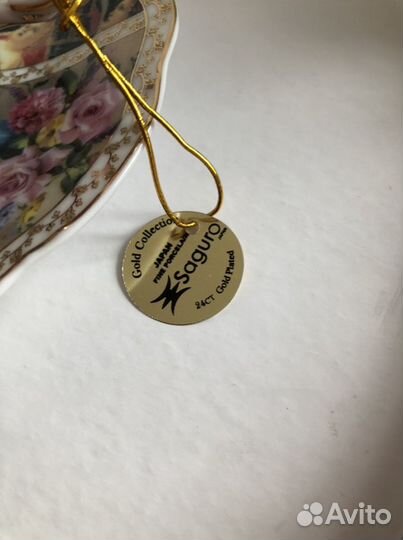 Gold Collection
JAPAN
FINE PORCELAIN
Saguro
24CT Gold Plated
Avito